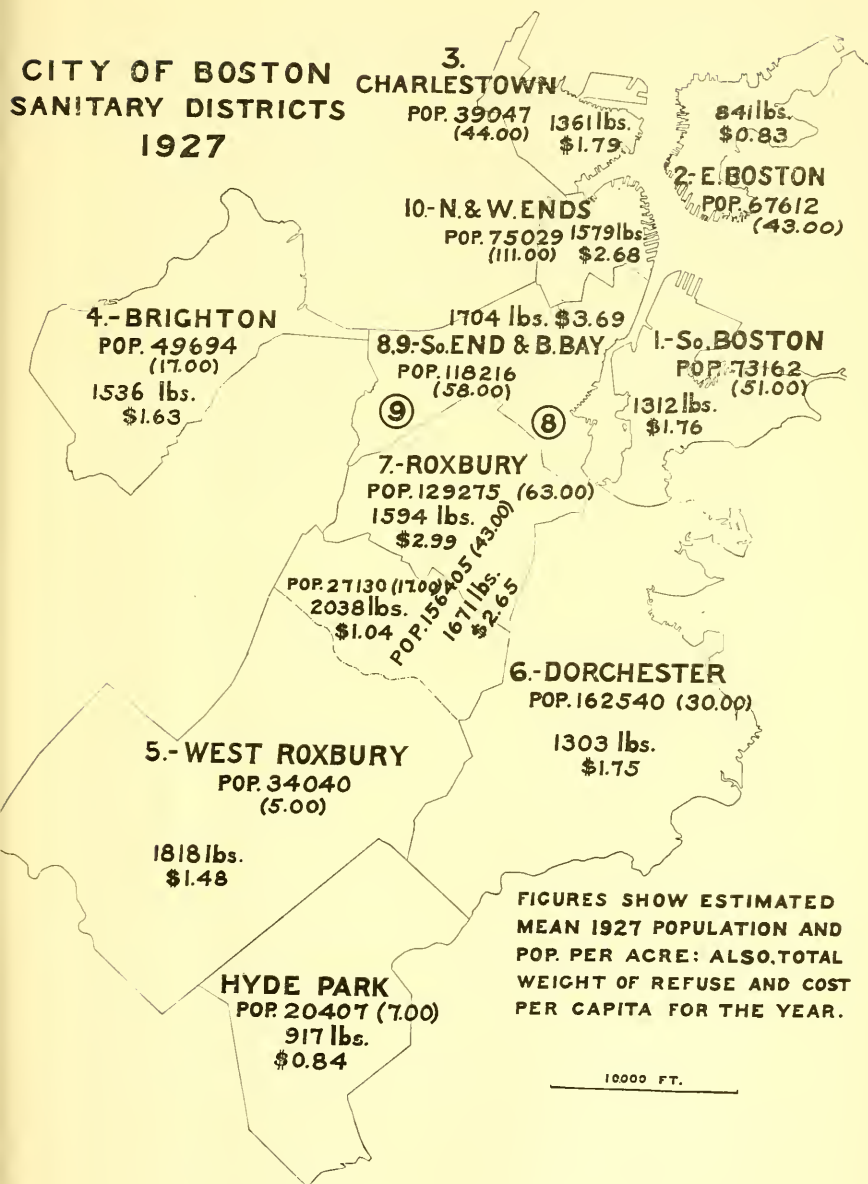 CITY OF BOSTON
SANITARY DISTRICTS
1927
3.
CHARLESTOWN
POP. 39047
(44.00)
1361 lbs.
$1.79
841 lbs.
$0.83
2.-E. BOSTON
POP. 67612
(43.00)
10.-N. & W. ENDS
POP. 75029
(111.00)
1579 lbs.
$2.68
4.-BRIGHTON
POP. 49694
(17.00)
1536 lbs.
$1.63
1704 lbs. $3.69
8,9.-So. END & B. BAY
POP. 118216
(58.00)
9
8
1.-So. BOSTON
POP. 73162
(51.00)
1312 lbs.
$1.76
7.-ROXBURY
POP. 129275 (63.00)
1594 lbs.
$2.99
POP. 27130 (17.00)
2038 lbs.
$1.04
POP. 156405 (43.00)
1671 lbs.
$2.65
6.-DORCHESTER
POP. 162540 (30.00)
1303 lbs.
$1.75
5.-WEST ROXBURY
POP. 34040
(5.00)
1818 lbs.
$1.48
HYDE PARK
POP. 20407 (7.00)
917 lbs.
$0.84
FIGURES SHOW ESTIMATED
MEAN 1927 POPULATION AND
POP. PER ACRE: ALSO, TOTAL
WEIGHT OF REFUSE AND COST
PER CAPITA FOR THE YEAR.
10000 FT.